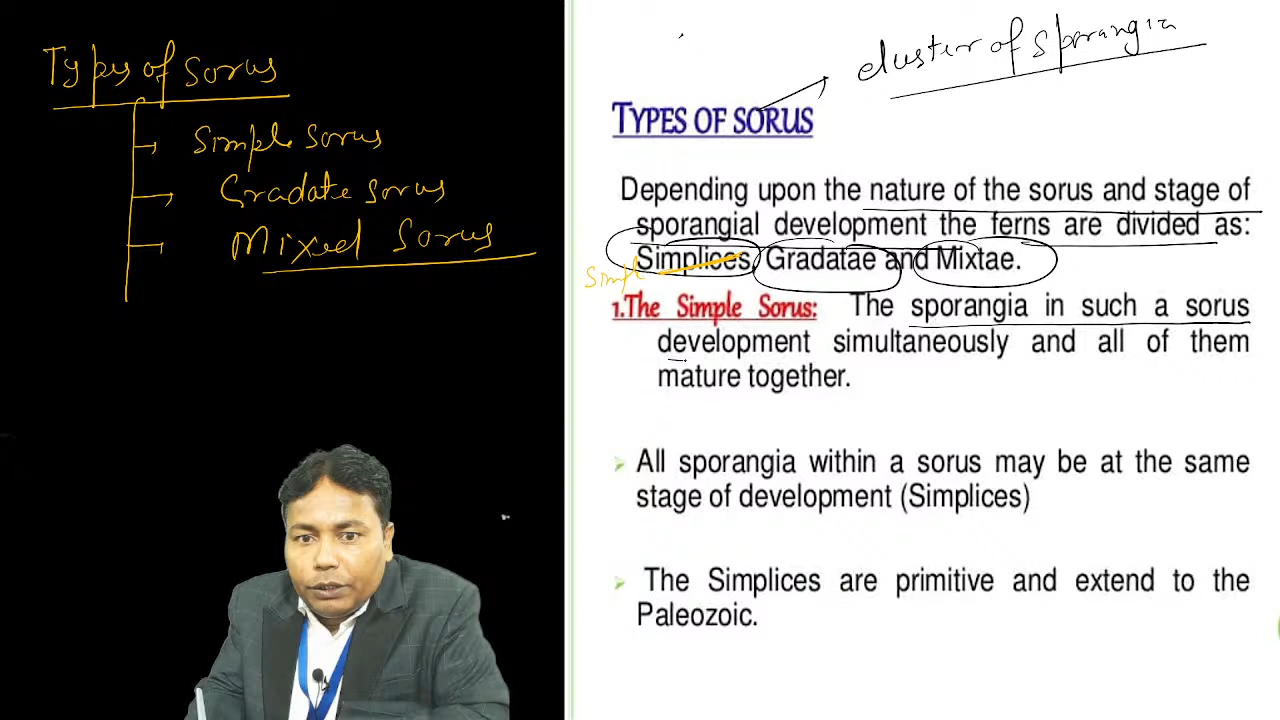 Types of Sorus
Simple Sorus
Gradate sorus
Mixed Sorus
cluster of sporangia
TYPES OF SORUS
Depending upon the nature of the sorus and stage of
sporangial development the ferns are divided as:
Simplices, Gradatae and Mixtae.
Simpl
1.The Simple Sorus: The sporangia in such a sorus
development simultaneously and all of them
mature together.
All sporangia within a sorus may be at the same
stage of development (Simplices)
The Simplices are primitive and extend to the
Paleozoic.